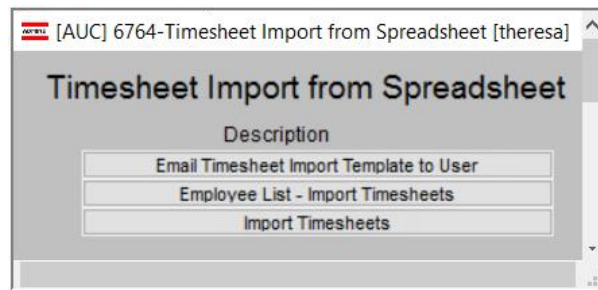 [AUC] 6764-Timesheet Import from Spreadsheet [theresa]
Timesheet Import from Spreadsheet
Description
Email Timesheet Import Template to User
Employee List - Import Timesheets
Import Timesheets